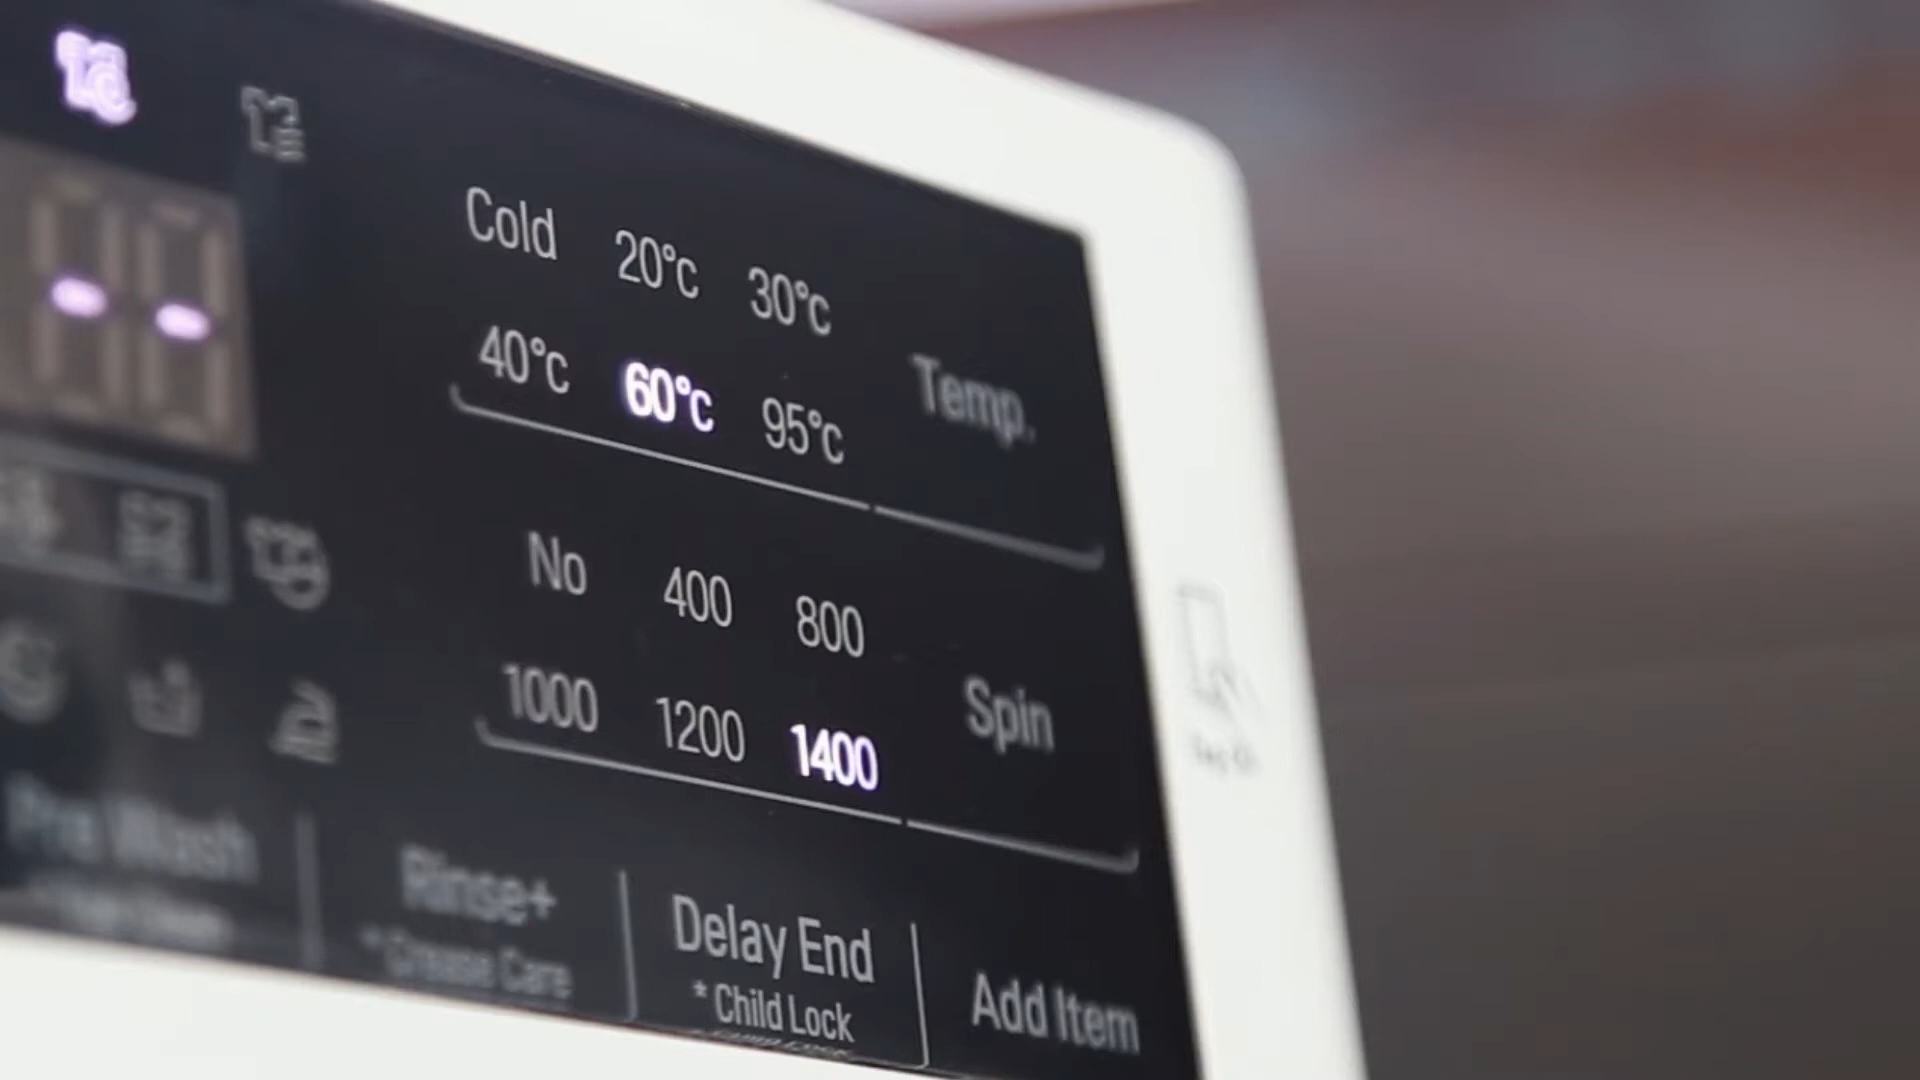 Cold 20°c 30°c
40°c 60°c 95°c
Temp.
No 400 800
1000 1200 1400
Spin
Pre Wash
Rinse+
* Crease Care
Delay End
* Child Lock
Add Item